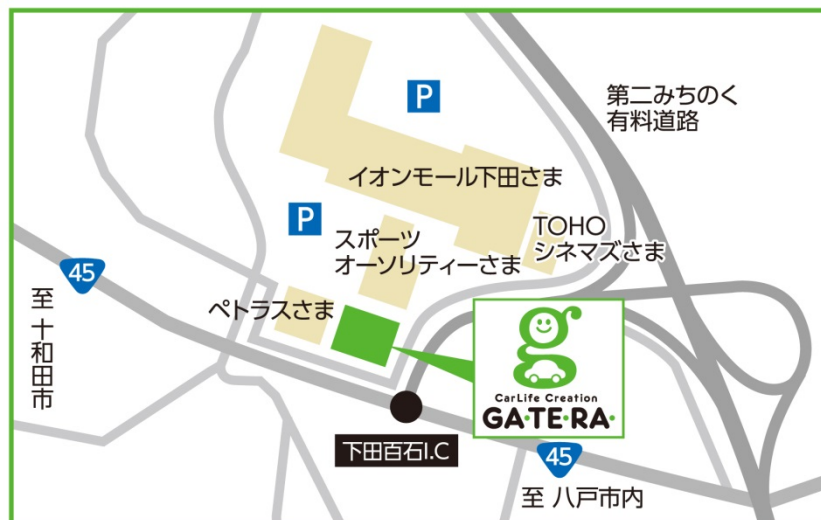 P
第二みちのく
有料道路
イオンモール下田さま
P
スポーツ
オーソリティーさま
TOHO
シネマズさま
45
至 十和田市
ペトラスさま
g
CarLife Creation
GA・TE・RA・
下田百石I.C
45
至 八戸市内